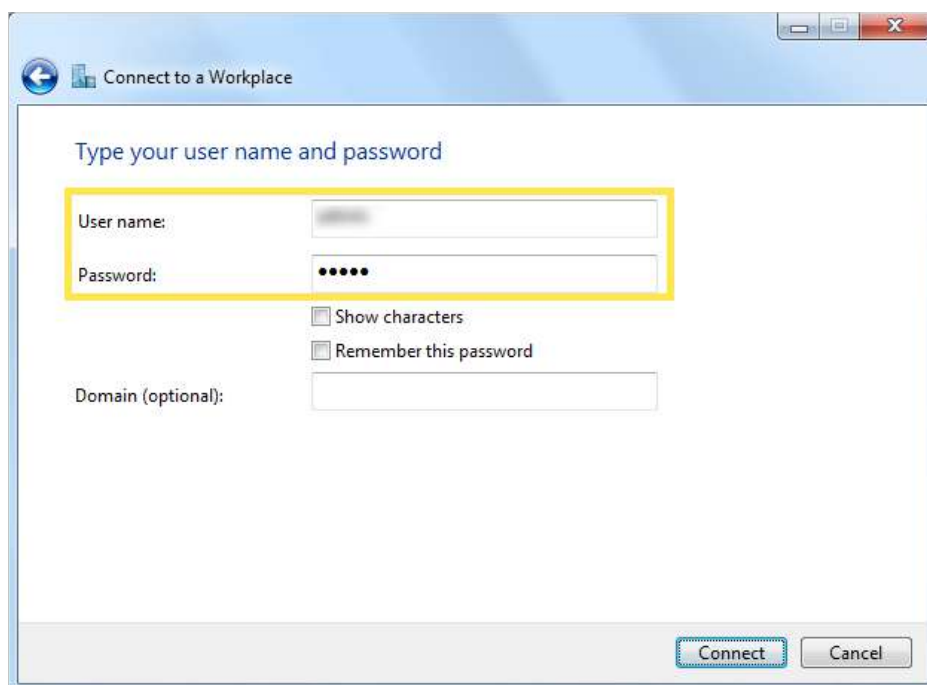 Connect to a Workplace
Type your user name and password
User name:
Password: •••••
Show characters
Remember this password
Domain (optional):
Connect Cancel